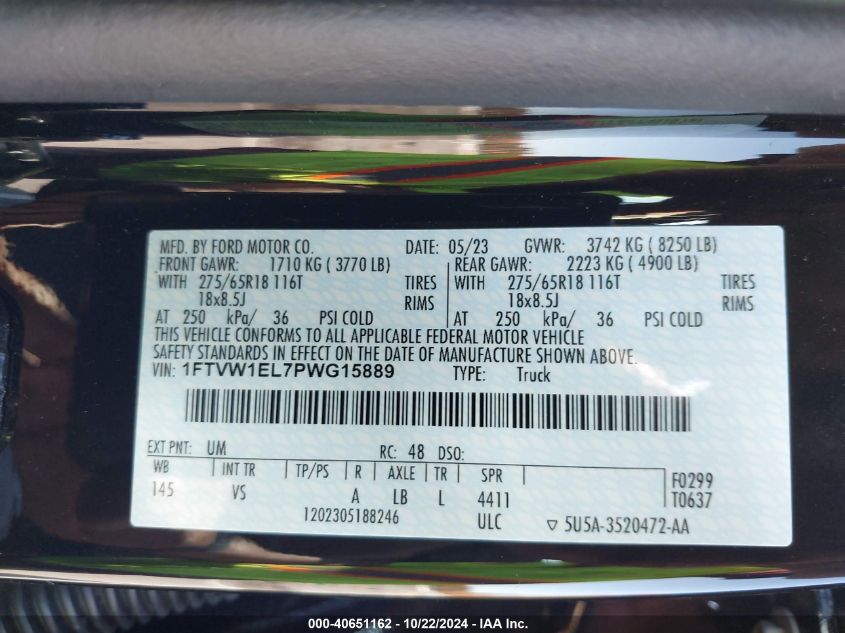 MFD. BY FORD MOTOR CO. DATE: 05/23 GVWR: 3742 KG ( 8250 LB)
FRONT GAWR: 1710 KG ( 3770 LB) REAR GAWR: 2223 KG ( 4900 LB)
WITH 275/65R18 116T TIRES WITH 275/65R18 116T TIRES
18x8.5J RIMS 18x8.5J RIMS
AT 250 kPa/ 36 PSI COLD AT 250 kPa/ 36 PSI COLD
THIS VEHICLE CONFORMS TO ALL APPLICABLE FEDERAL MOTOR VEHICLE
SAFETY STANDARDS IN EFFECT ON THE DATE OF MANUFACTURE SHOWN ABOVE.
VIN: 1FTVW1EL7PWG15889 TYPE: Truck
EXT PNT: UM RC: 48 DSO:
WB INT TR TP/PS R AXLE TR SPR F0299
145 VS A LB L 4411 T0637
1202305188246 ULC ▽ 5U5A-3520472-AA
000-40651162 - 10/22/2024 - IAA Inc.